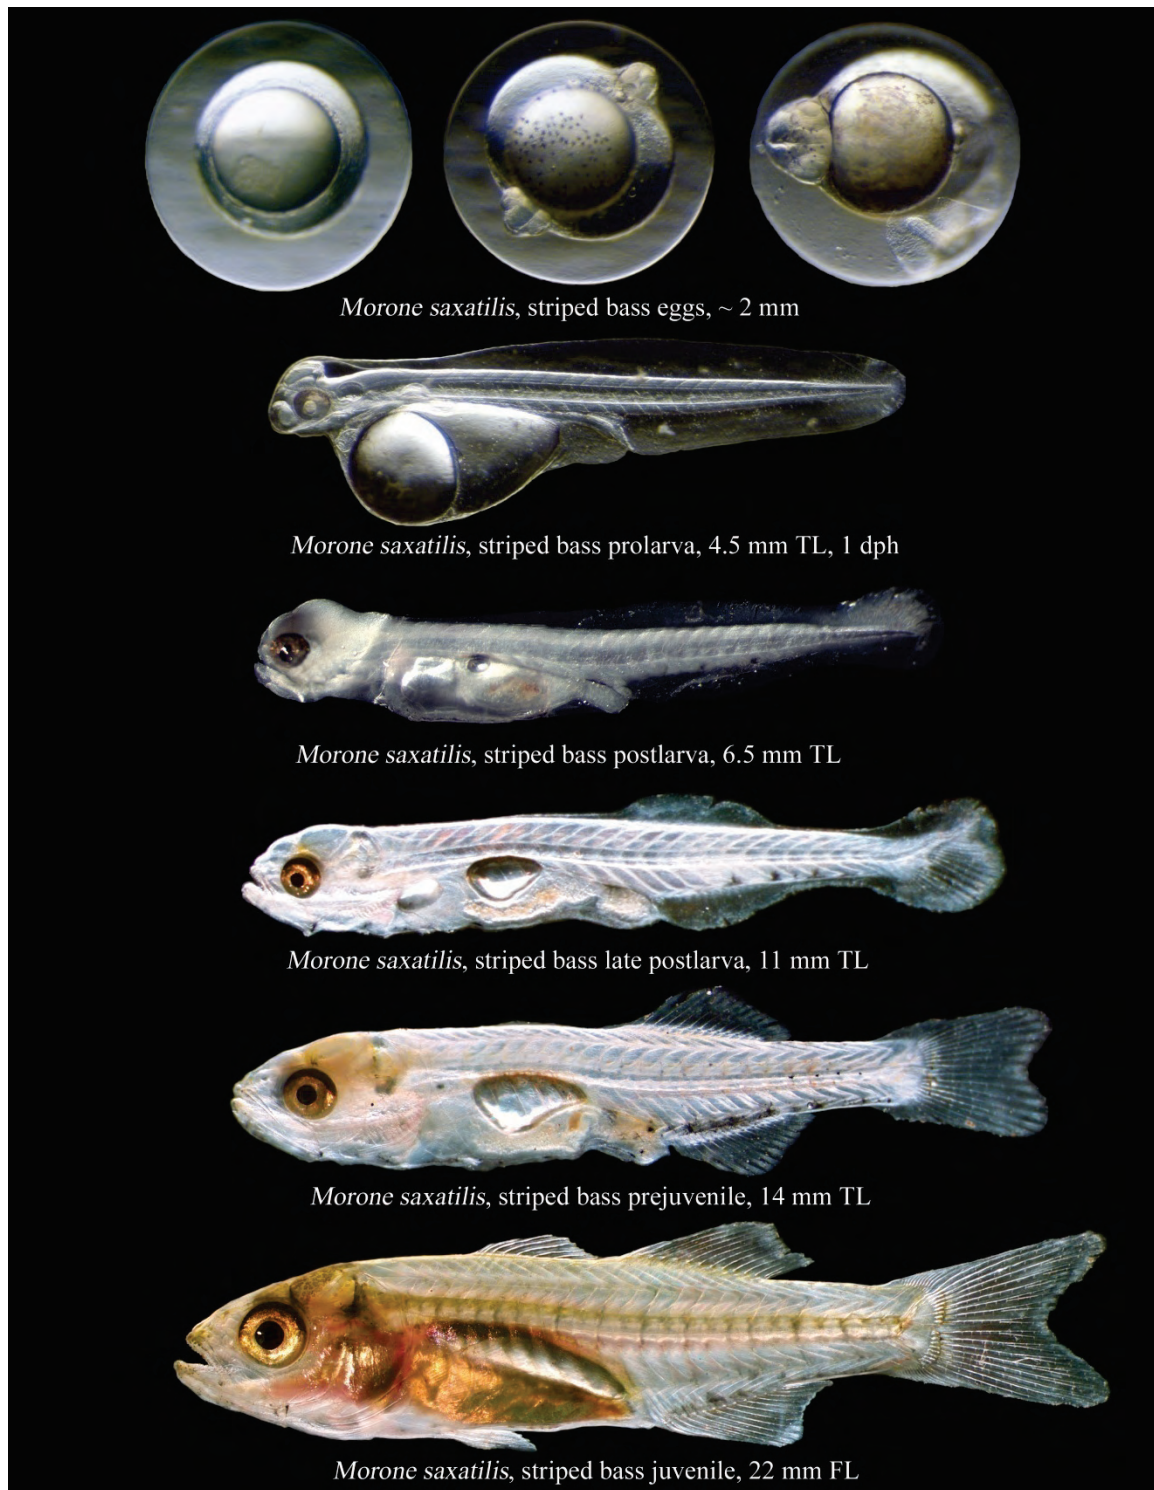 Morone saxatilis, striped bass eggs, ~ 2 mm
Morone saxatilis, striped bass prolarva, 4.5 mm TL, 1 dph
Morone saxatilis, striped bass postlarva, 6.5 mm TL
Morone saxatilis, striped bass late postlarva, 11 mm TL
Morone saxatilis, striped bass prejuvenile, 14 mm TL
Morone saxatilis, striped bass juvenile, 22 mm FL